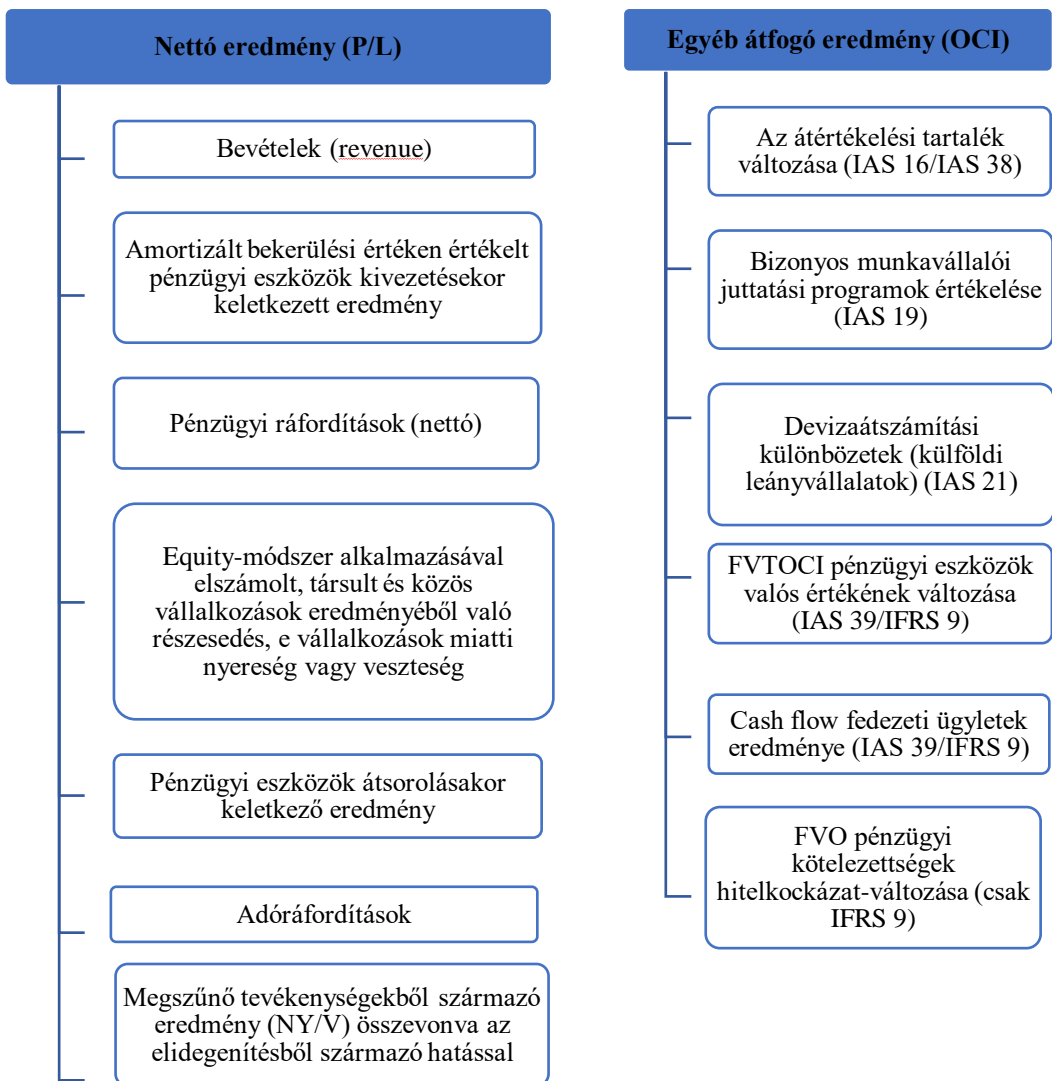 Nettó eredmény (P/L)
Bevételek (revenue)
Amortizált bekerülési értéken értékelt
pénzügyi eszközök kivezetésekor
keletkezett eredmény
Pénzügyi ráfordítások (nettó)
Equity-módszer alkalmazásával
elszámolt, társult és közös
vállalkozások eredményéből való
részesedés, e vállalkozások miatti
nyereség vagy veszteség
Pénzügyi eszközök átsorolásakor
keletkező eredmény
Adóráfordítások
Megszűnő tevékenységekből származó
eredmény (NY/V) összevonva az
elidegenítésből származó hatással
Egyéb átfogó eredmény (OCI)
Az átértékelési tartalék
változása (IAS 16/IAS 38)
Bizonyos munkavállalói
juttatási programok értékelése
(IAS 19)
Devizaátszámítási
különbözetek (külföldi
leányvállalatok) (IAS 21)
FVTOCI pénzügyi eszközök
valós értékének változása
(IAS 39/IFRS 9)
Cash flow fedezeti ügyletek
eredménye (IAS 39/IFRS 9)
FVO pénzügyi
kötelezettségek
hitelkockázat-változása (csak
IFRS 9)